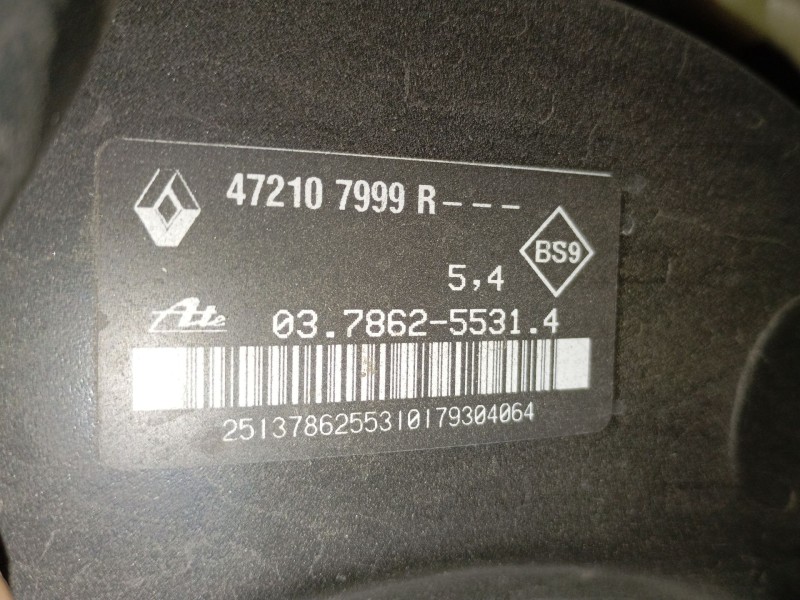 47210 7999 R---
BS9
5,4
Ate 03.7862-5531.4
2513786255310179304064